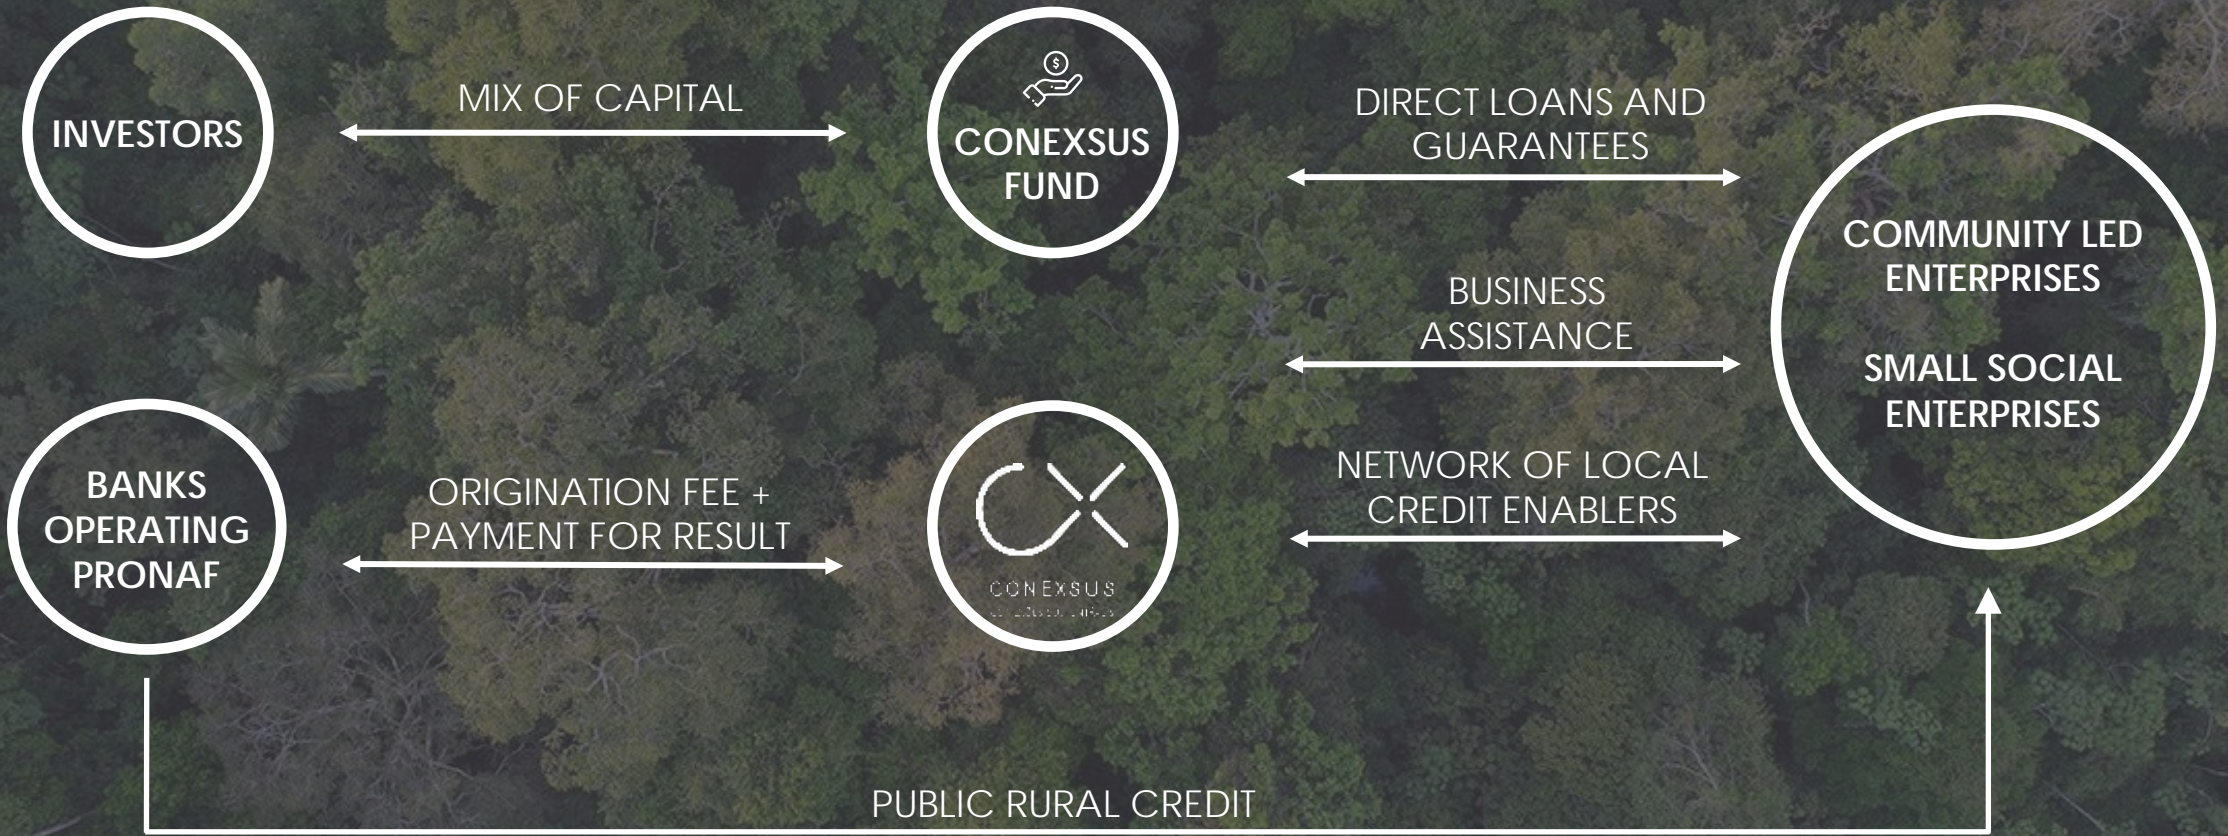 INVESTORS
MIX OF CAPITAL
$
CONEXSUS
FUND
DIRECT LOANS AND
GUARANTEES
COMMUNITY LED
ENTERPRISES
SMALL SOCIAL
ENTERPRISES
BUSINESS
ASSISTANCE
BANKS
OPERATING
PRONAF
ORIGINATION FEE +
PAYMENT FOR RESULT
CX
CONEXSUS
NETWORK OF LOCAL
CREDIT ENABLERS
PUBLIC RURAL CREDIT